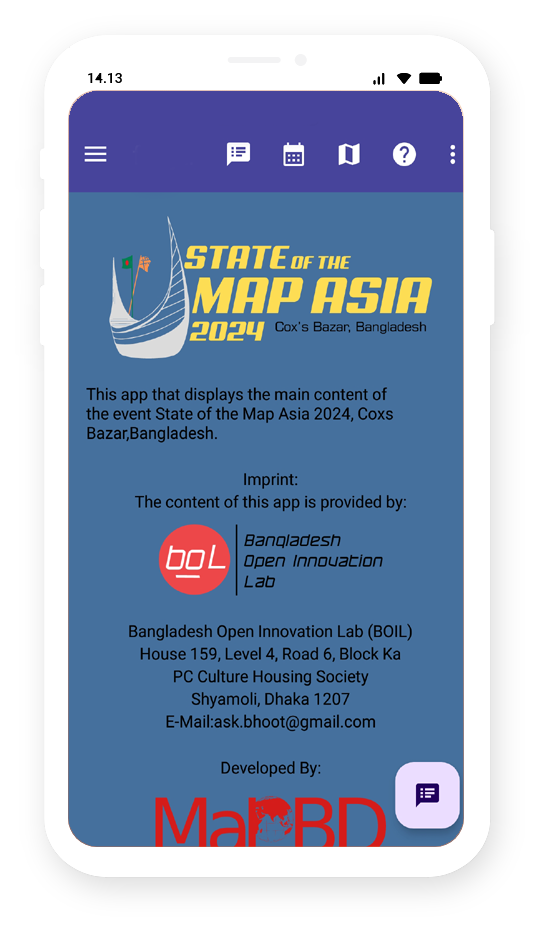 14.13
STATE OF THE
MAP ASIA
2024 Cox's Bazar, Bangladesh
This app that displays the main content of
the event State of the Map Asia 2024, Coxs
Bazar,Bangladesh.
Imprint:
The content of this app is provided by:
boL
Bangladesh
Open Innovation
Lab
Bangladesh Open Innovation Lab (BOIL)
House 159, Level 4, Road 6, Block Ka
PC Culture Housing Society
Shyamoli, Dhaka 1207
E-Mail:ask.bhoot@gmail.com
Developed By:
MapBD